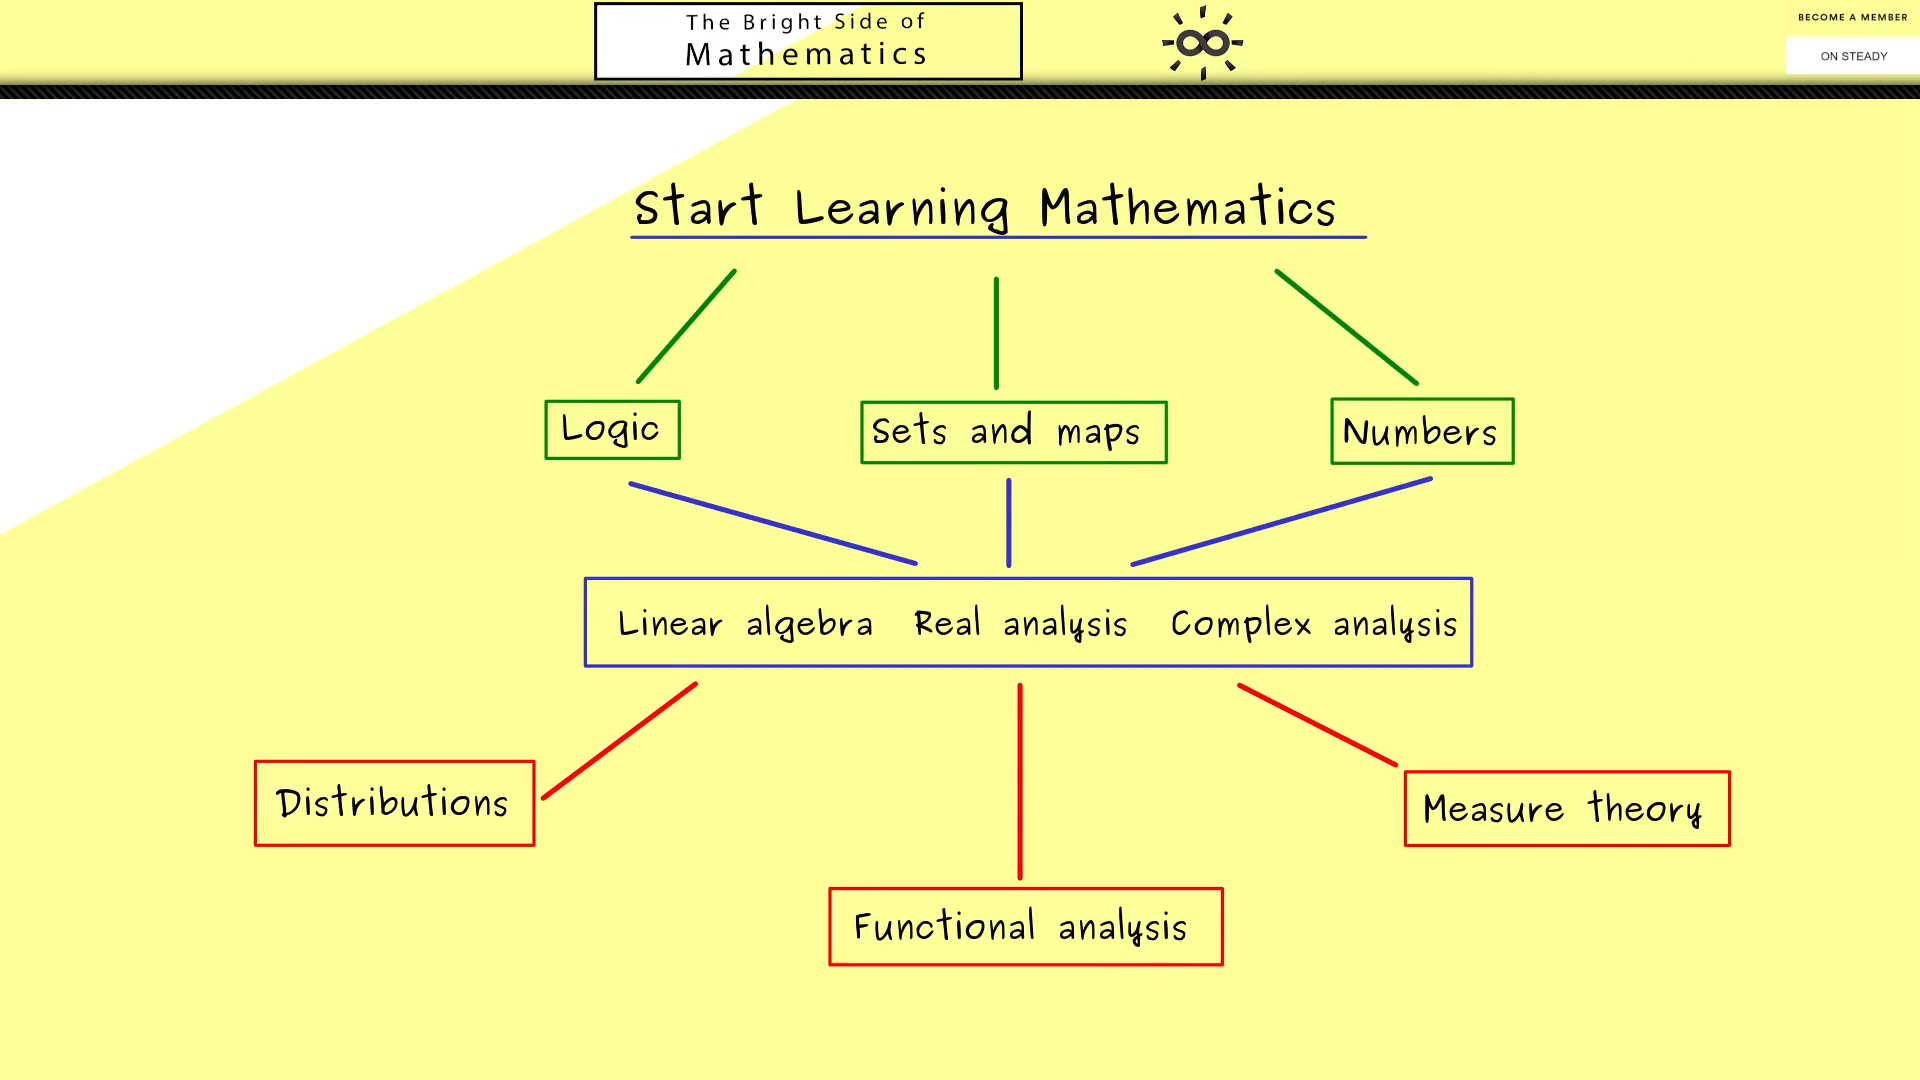 The Bright Side of
Mathematics
BECOME A MEMBER
ON STEADY
Start Learning Mathematics
Logic
Sets and maps
Numbers
Linear algebra Real analysis Complex analysis
Distributions
Measure theory
Functional analysis